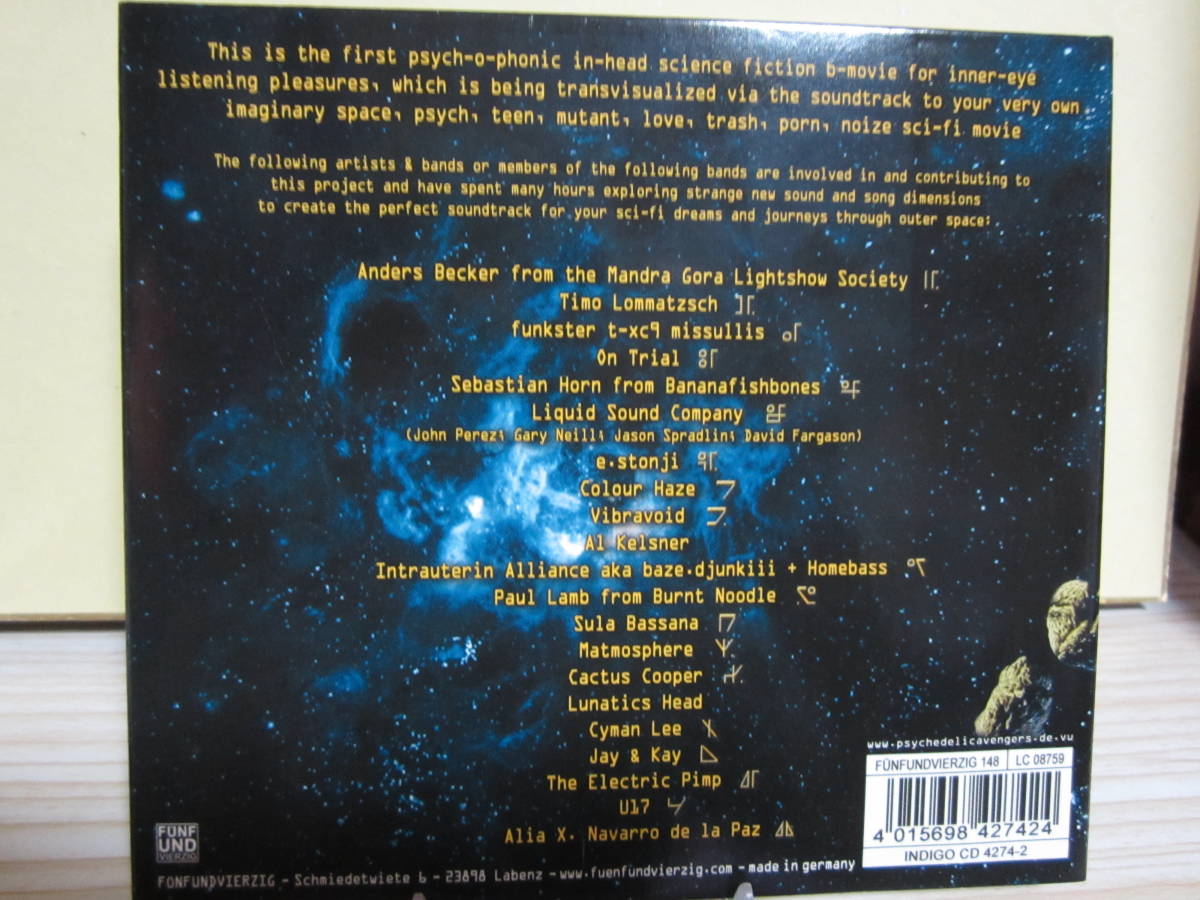 This is the first psych-o-phonic in-head science fiction b-movie for inner-eye
listening pleasures, which is being transvisualized via the soundtrack to your very own
imaginary space, psych, teen, mutant, love, trash, porn, noize sci-fi movie
The following artists & bands or members of the following bands are involved in and contributing to
this project and have spent many hours exploring strange new sound and song dimensions
to create the perfect soundtrack for your sci-fi dreams and journeys through outer space:
Anders Becker from the Mandra Gora Lightshow Society
Timo Lommatzsch
funkster t-xc9 missullis
On Trial
Sebastian Horn from Bananafishbones
Liquid Sound Company
(John Perez; Gary Neill; Jason Spradlin; David Fargason)
e.stonji
Colour Haze
Vibravoid
Al Kelsner
Intrauterin Alliance aka baze.djunkiii + Homebass
Paul Lamb from Burnt Noodle
Sula Bassana
Matmosphere
Cactus Cooper
Lunatics Head
Cyman Lee
Jay & Kay
The Electric Pimp
U17
Alia X. Navarro de la Paz
www.psychedelicavengers.de.vu
FÜNFUNDVIERZIG 148 LC 08759
4 015698 427424
INDIGO CD 4274-2
FÜNF
UND
VIERZIG
FÜNFUNDVIERZIG - Schmiedetwiete 6 - 23898 Labenz - www.fuenfundvierzig.com - made in germany